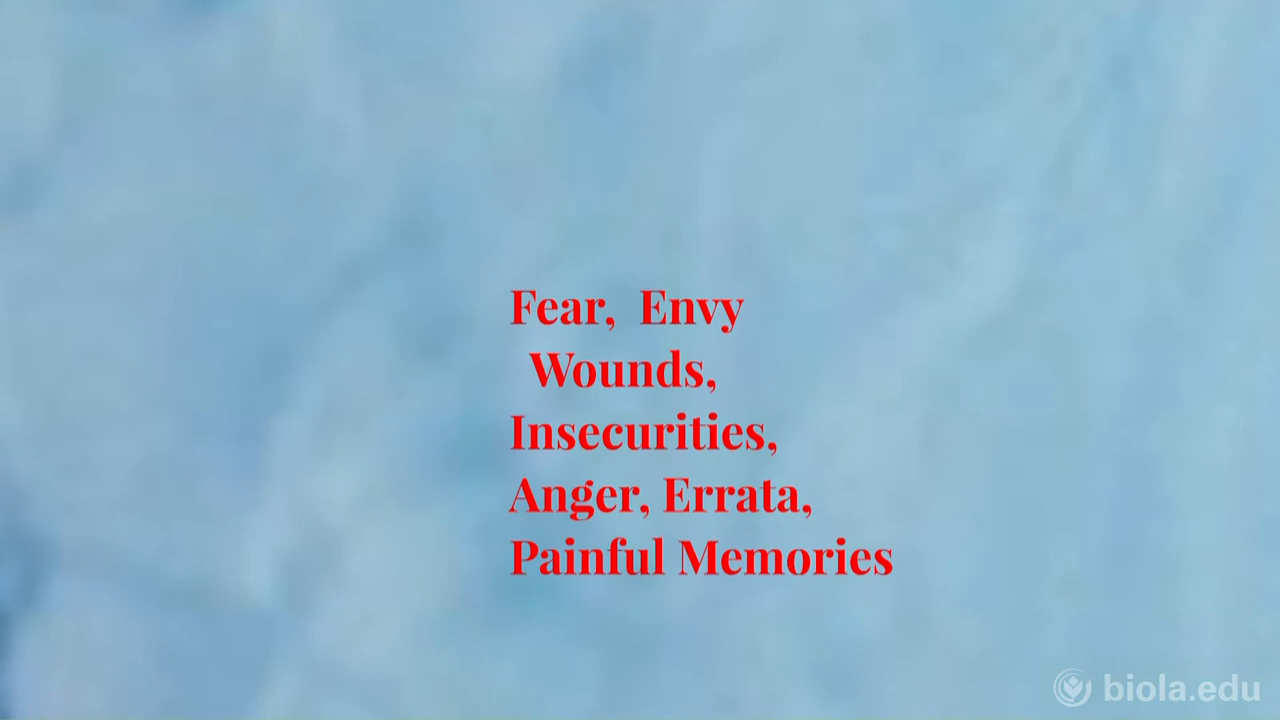 Fear, Envy
Wounds,
Insecurities,
Anger, Errata,
Painful Memories
biola.edu